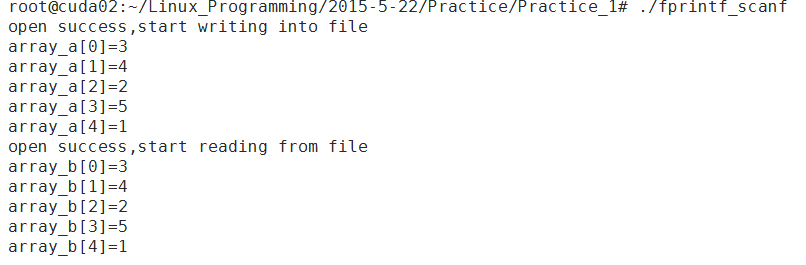 root@cuda02:~/Linux_Programming/2015-5-22/Practice/Practice_1# ./fprintf_scanf
open success,start writing into file
array_a[0]=3
array_a[1]=4
array_a[2]=2
array_a[3]=5
array_a[4]=1
open success,start reading from file
array_b[0]=3
array_b[1]=4
array_b[2]=2
array_b[3]=5
array_b[4]=1